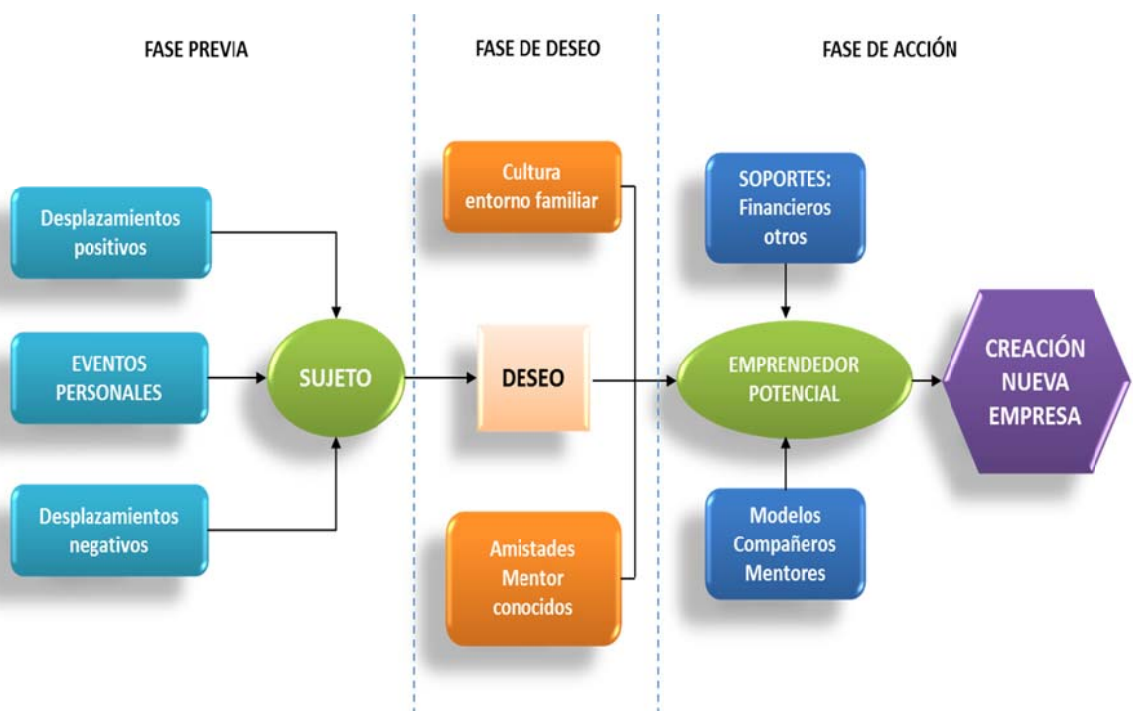 FASE PREVIA
FASE DE DESEO
FASE DE ACCIÓN
Desplazamientos
positivos
EVENTOS
PERSONALES
Desplazamientos
negativos
SUJETO
Cultura
entorno familiar
DESEO
Amistades
Mentor
conocidos
SOPORTES:
Financieros
otros
EMPRENDEDOR
POTENCIAL
Modelos
Compañeros
Mentores
CREACIÓN
NUEVA
EMPRESA